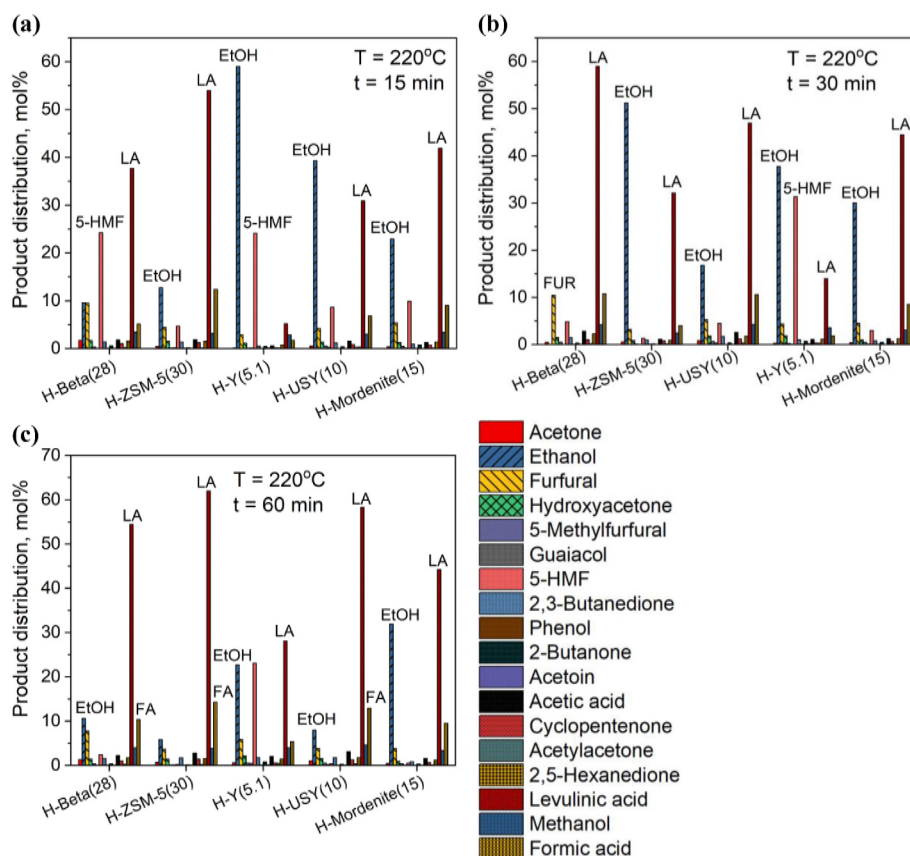 (a)
T = 220°C
t = 15 min
Product distribution, mol%
60
50
40
30
20
10
0
5-HMF
LA
EtOH
LA
EtOH
5-HMF
EtOH
LA
EtOH
LA
H-Beta(28)
H-ZSM-5(30)
H-Y(5.1)
H-USY(10)
H-Mordenite(15)
(b)
T = 220°C
t = 30 min
Product distribution, mol%
60
50
40
30
20
10
0
FUR
LA
EtOH
LA
EtOH
LA
EtOH
5-HMF
LA
EtOH
LA
H-Beta(28)
H-ZSM-5(30)
H-USY(10)
H-Y(5.1)
H-Mordenite(15)
(c)
T = 220°C
t = 60 min
Product distribution, mol%
70
60
50
40
30
20
10
0
EtOH
LA
FA
LA
FA
EtOH
LA
EtOH
LA
FA
EtOH
LA
H-Beta(28)
H-ZSM-5(30)
H-Y(5.1)
H-USY(10)
H-Mordenite(15)
Acetone
Ethanol
Furfural
Hydroxyacetone
5-Methylfurfural
Guaiacol
5-HMF
2,3-Butanedione
Phenol
2-Butanone
Acetoin
Acetic acid
Cyclopentenone
Acetylacetone
2,5-Hexanedione
Levulinic acid
Methanol
Formic acid